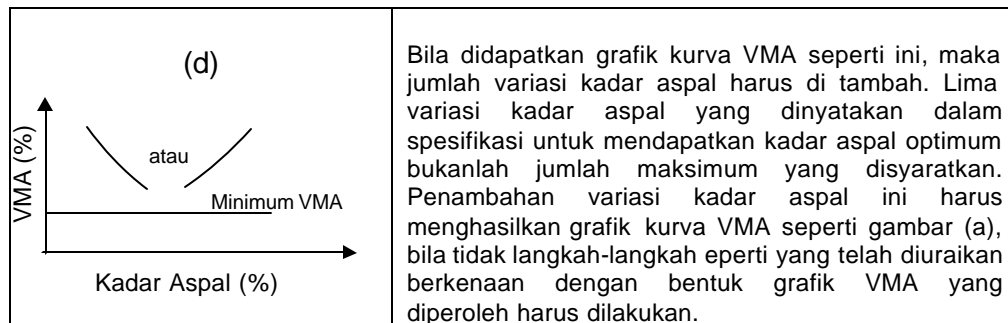 (d)
VMA (%)
atau
Minimum VMA
Kadar Aspal (%)
Bila didapatkan grafik kurva VMA seperti ini, maka
jumlah variasi kadar aspal harus di tambah. Lima
variasi kadar aspal yang dinyatakan dalam
spesifikasi untuk mendapatkan kadar aspal optimum
bukanlah jumlah maksimum yang disyaratkan.
Penambahan variasi kadar aspal ini harus
menghasilkan grafik kurva VMA seperti gambar (a),
bila tidak langkah-langkah eperti yang telah diuraikan
berkenaan dengan bentuk grafik VMA yang
diperoleh harus dilakukan.